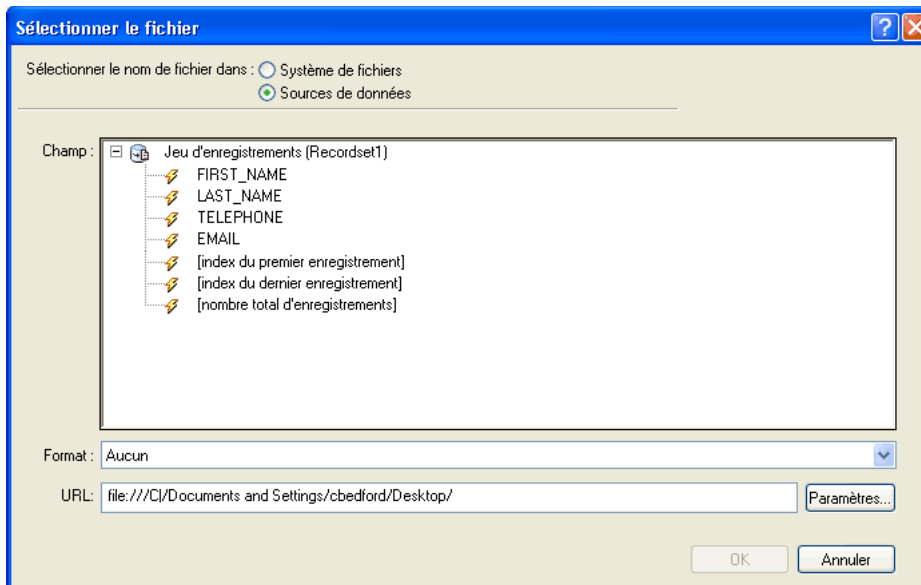 Sélectionner le fichier
Sélectionner le nom de fichier dans : Système de fichiers
Sources de données
Champ : Jeu d'enregistrements (Recordset1)
FIRST_NAME
LAST_NAME
TELEPHONE
EMAIL
[index du premier enregistrement]
[index du dernier enregistrement]
[nombre total d'enregistrements]
Format : Aucun
URL: file:///C|/Documents and Settings/cbedford/Desktop/ Paramètres...
OK Annuler